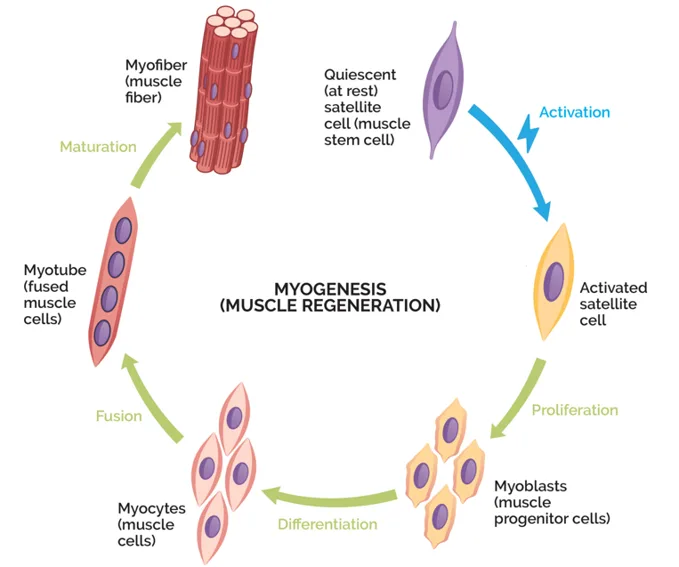 Myofiber
(muscle
fiber)
Quiescent
(at rest)
satellite
cell (muscle
stem cell)
Activation
Maturation
Myotube
(fused
muscle
cells)
MYOGENESIS
(MUSCLE REGENERATION)
Activated
satellite
cell
Fusion
Proliferation
Myocytes
(muscle
cells)
Differentiation
Myoblasts
(muscle
progenitor cells)